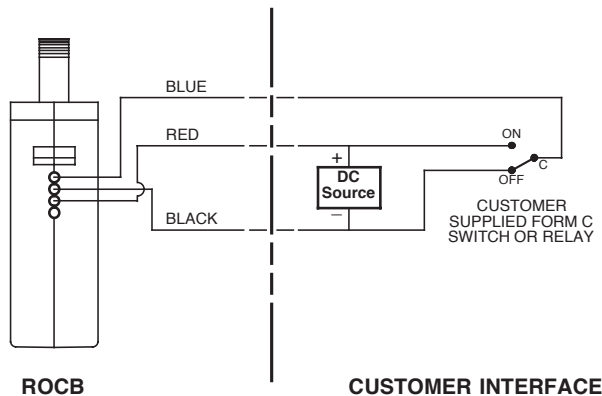 BLUE
RED
ON
+
DC
Source
–
C
OFF
BLACK
CUSTOMER
SUPPLIED FORM C
SWITCH OR RELAY
ROCB
CUSTOMER INTERFACE